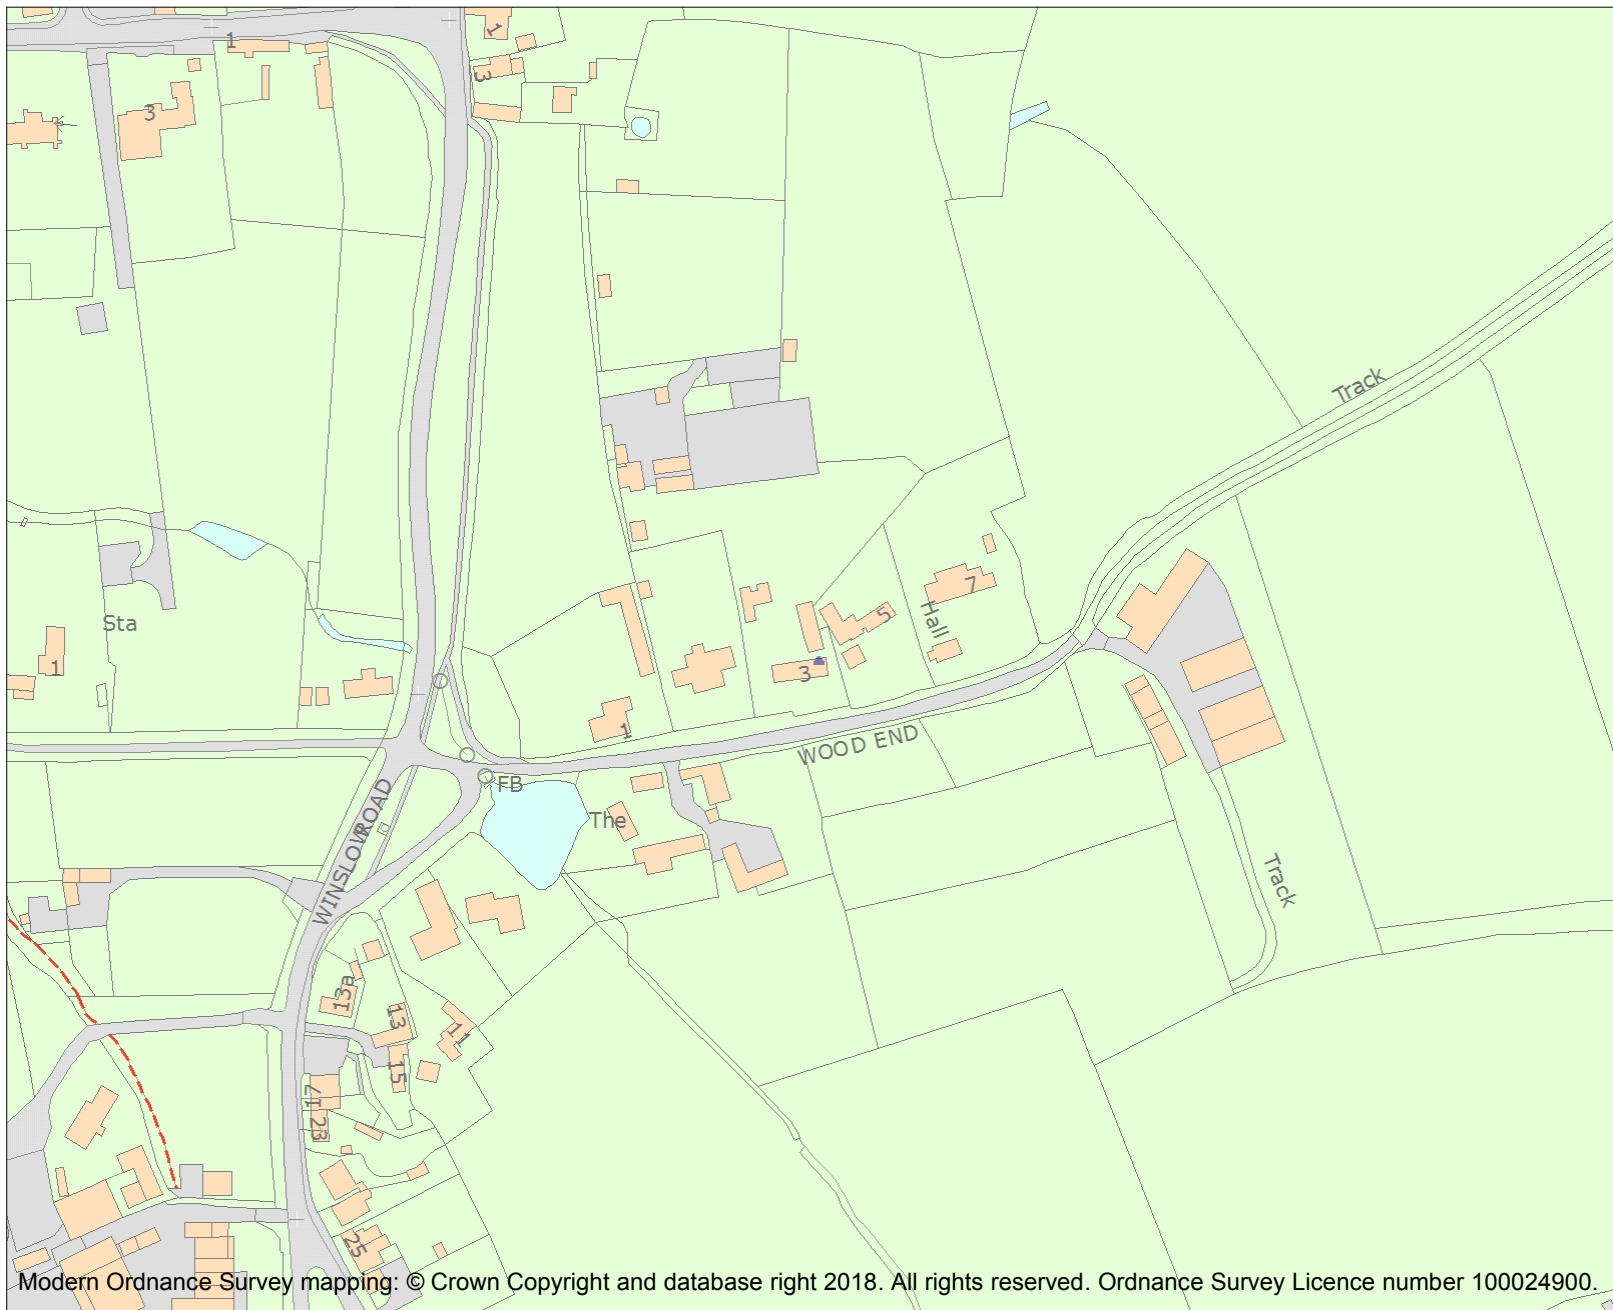 1
1
3
3
Track
Sta
1
7
5
Hall
3
1
WOOD END
FB
The
WINSLOW ROAD
Track
13a
13
11
15
17
23
25
Modern Ordnance Survey mapping: © Crown Copyright and database right 2018. All rights reserved. Ordnance Survey Licence number 100024900.